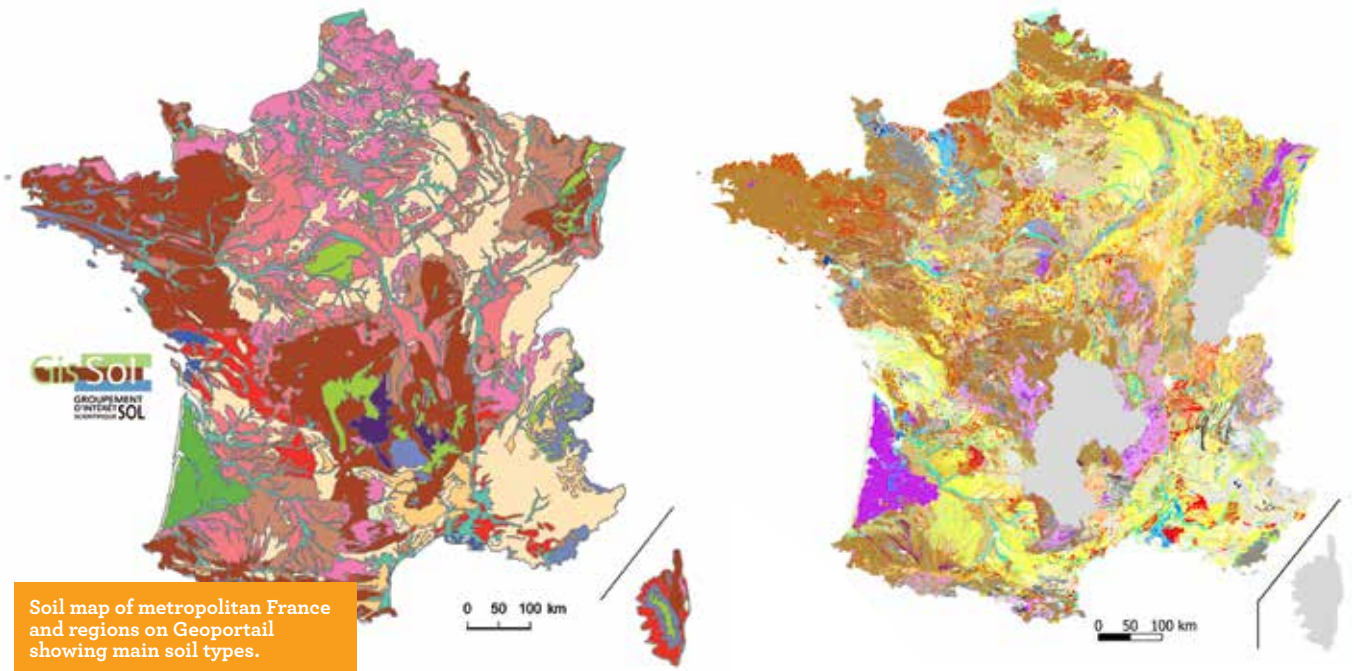 Gis Sol
GROUPEMENT
D'INTÉRÊT
SCIENTIFIQUE SOL
0 50 100 km
0 50 100 km
Soil map of metropolitan France
and regions on Geoportail
showing main soil types.